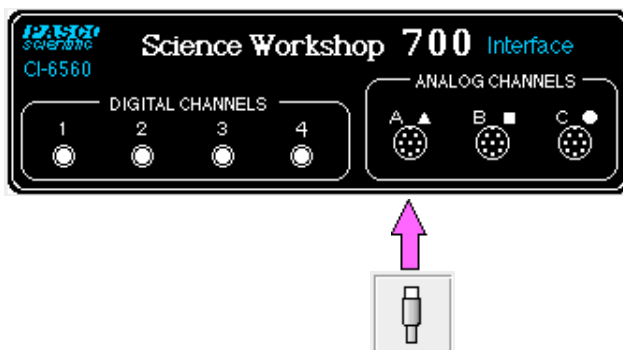 PASCO
scientific
CI-6560
Science Workshop 700 Interface
DIGITAL CHANNELS
1 2 3 4
ANALOG CHANNELS
A B C